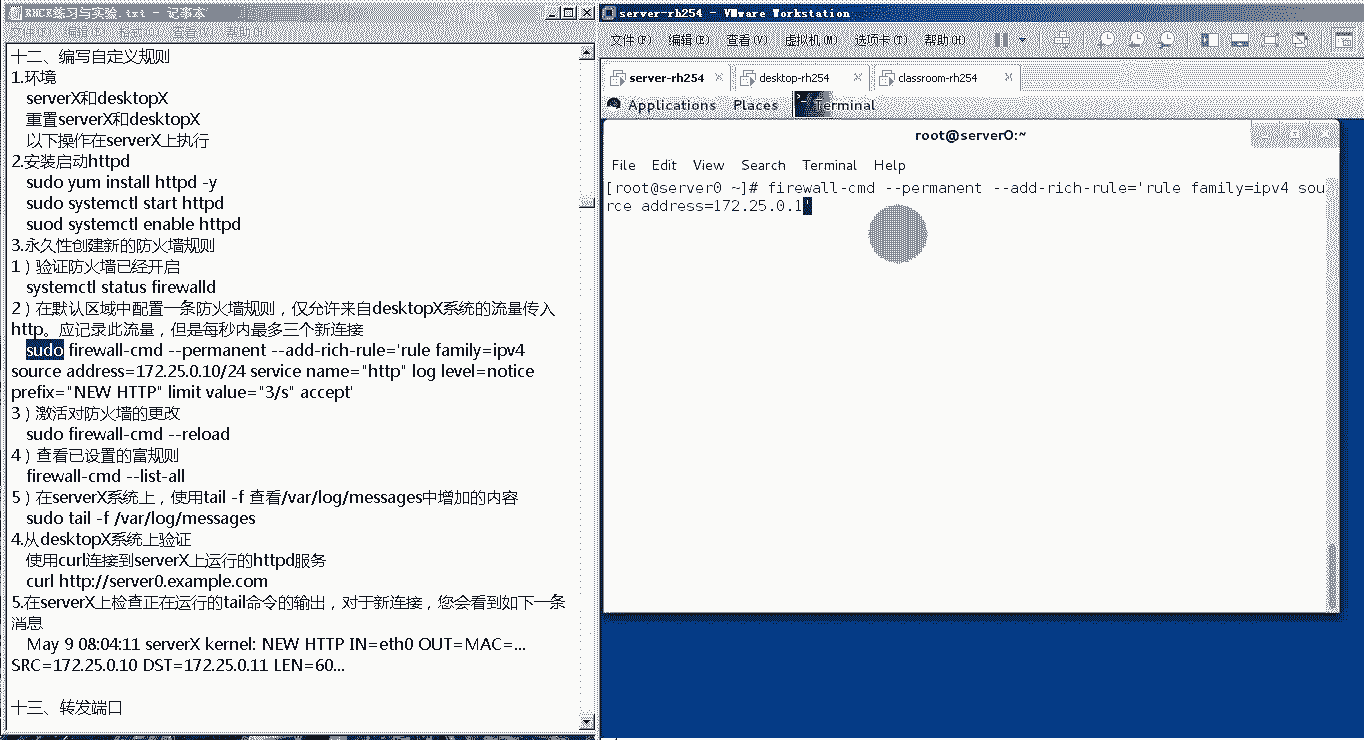 RHCE练习与实验.txt - 记事本
十二、编写自定义规则
1.环境
serverX和desktopX
重置serverX和desktopX
以下操作在serverX上执行
2.安装启动httpd
sudo yum install httpd -y
sudo systemctl start httpd
suod systemctl enable httpd
3.永久性创建新的防火墙规则
1）验证防火墙已经开启
systemctl status firewalld
2）在默认区域中配置一条防火墙规则，仅允许来自desktopX系统的流量传入
http。应记录此流量，但是每秒内最多三个新连接
sudo firewall-cmd --permanent --add-rich-rule='rule family=ipv4
source address=172.25.0.10/24 service name="http" log level=notice
prefix="NEW HTTP" limit value="3/s" accept'
3）激活对防火墙的更改
sudo firewall-cmd --reload
4）查看已设置的富规则
firewall-cmd --list-all
5）在serverX系统上，使用tail -f 查看/var/log/messages中增加的内容
sudo tail -f /var/log/messages
4.从desktopX系统上验证
使用curl连接到serverX上运行的httpd服务
curl http://server0.example.com
5.在serverX上检查正在运行的tail命令的输出，对于新连接，您会看到如下一条
消息
May 9 08:04:11 serverX kernel: NEW HTTP IN=eth0 OUT=MAC=...
SRC=172.25.0.10 DST=172.25.0.11 LEN=60...
十三、转发端口
server-rh254 - VMware Workstation
文件(F) 编辑(E) 查看(V) 虚拟机(M) 选项卡(T) 帮助(H)
server-rh254 desktop-rh254 classroom-rh254
Applications Places Terminal
root@server0:~
File Edit View Search Terminal Help
[root@server0 ~]# firewall-cmd --permanent --add-rich-rule='rule family=ipv4 sou
rce address=172.25.0.1'